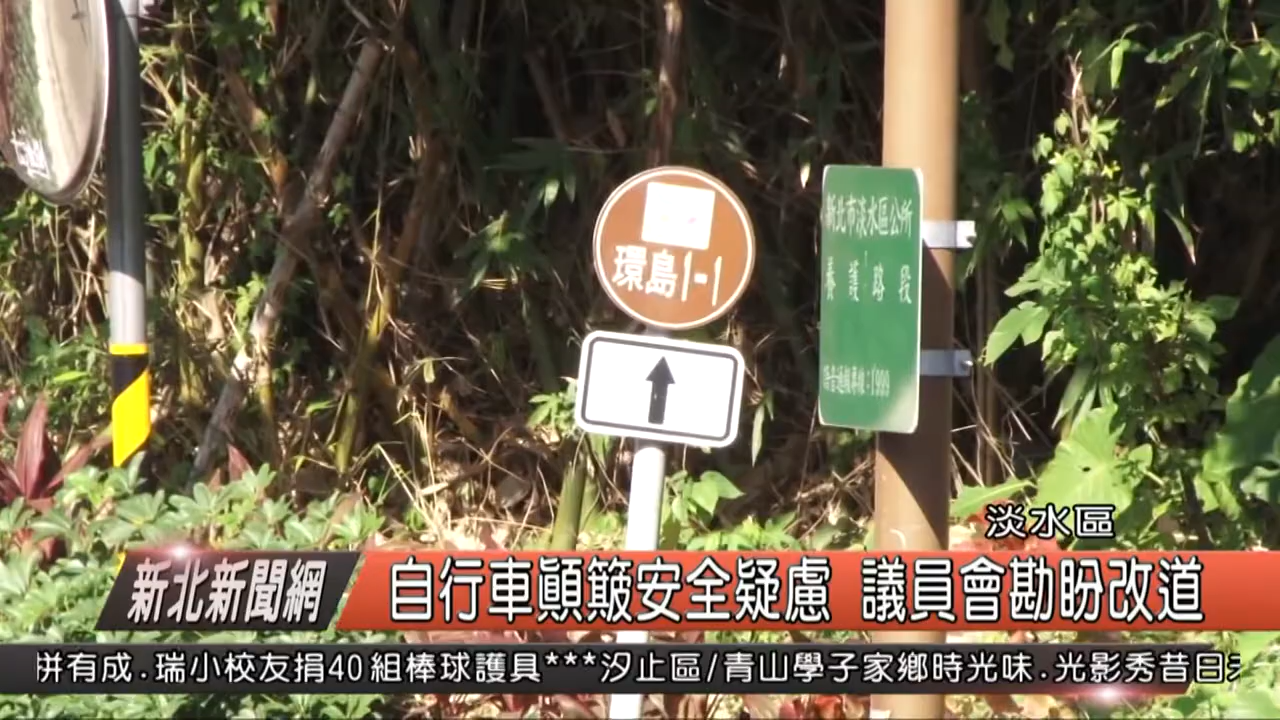 環島1-1
新北市淡水區公所
養護路段
淡水區
新北新聞網
自行車顛簸安全疑慮 議員會勘盼改道
有成.瑞小校友捐40組棒球護具***汐止區/青山學子家鄉時光味.光影秀昔日